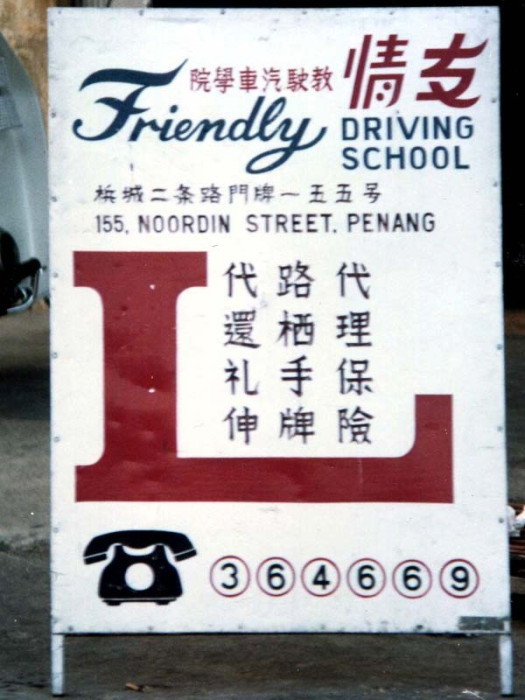 友情
教駛汽車學院
Friendly
DRIVING
SCHOOL
梹城二条路門牌一五五号
155, NOORDIN STREET, PENANG
代理保險
路栖手牌
代還礼伸
L
364669